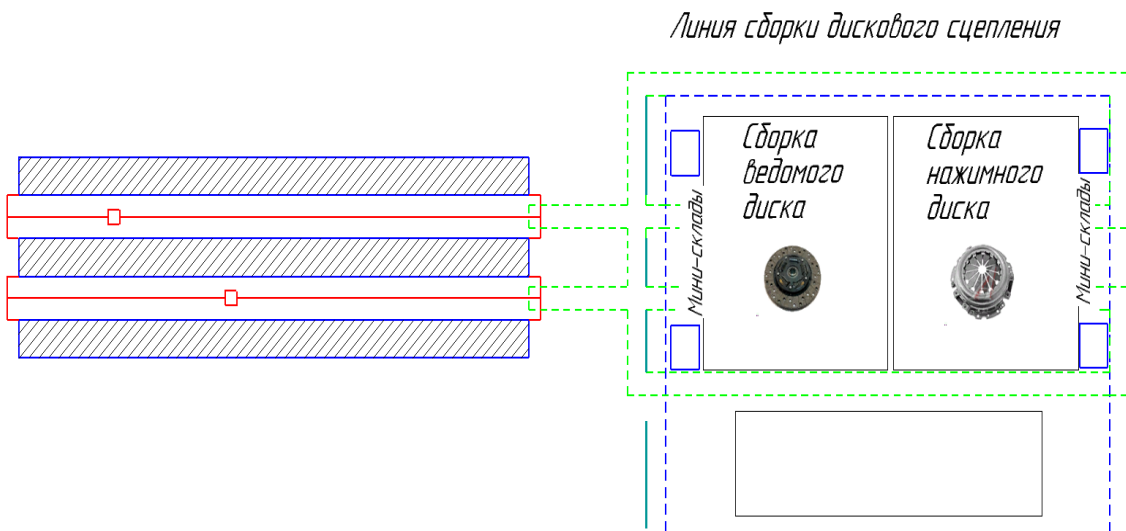 Линия сборки дискового сцепления
Сборка
ведомого
диска
Сборка
нажимного
диска
Мини-склады
Мини-склады